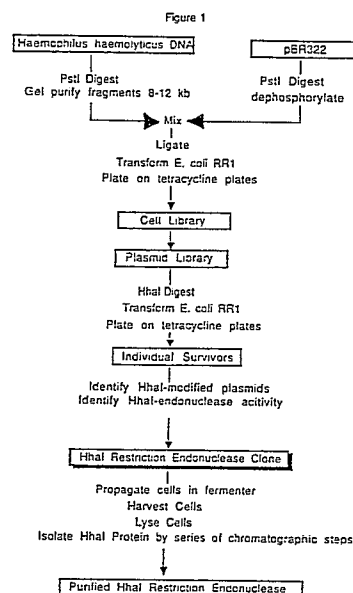 Figure 1
Haemophilus haemolyticus DNA
pBR322
PstI Digest
Gel purify fragments 8-12 kb
PstI Digest
dephosphorylate
Mix
Ligate
Transform E. coli RR1
Plate on tetracycline plates
Cell Library
Plasmid Library
HhaI Digest
Transform E. coli RR1
Plate on tetracycline plates
Individual Survivors
Identify HhaI-modified plasmids
Identify HhaI-endonuclease acitivity
HhaI Restriction Endonuclease Clone
Propagate cells in fermenter
Harvest Cells
Lyse Cells
Isolate HhaI Protein by series of chromatographic steps
Purified HhaI Restriction Enconuclease